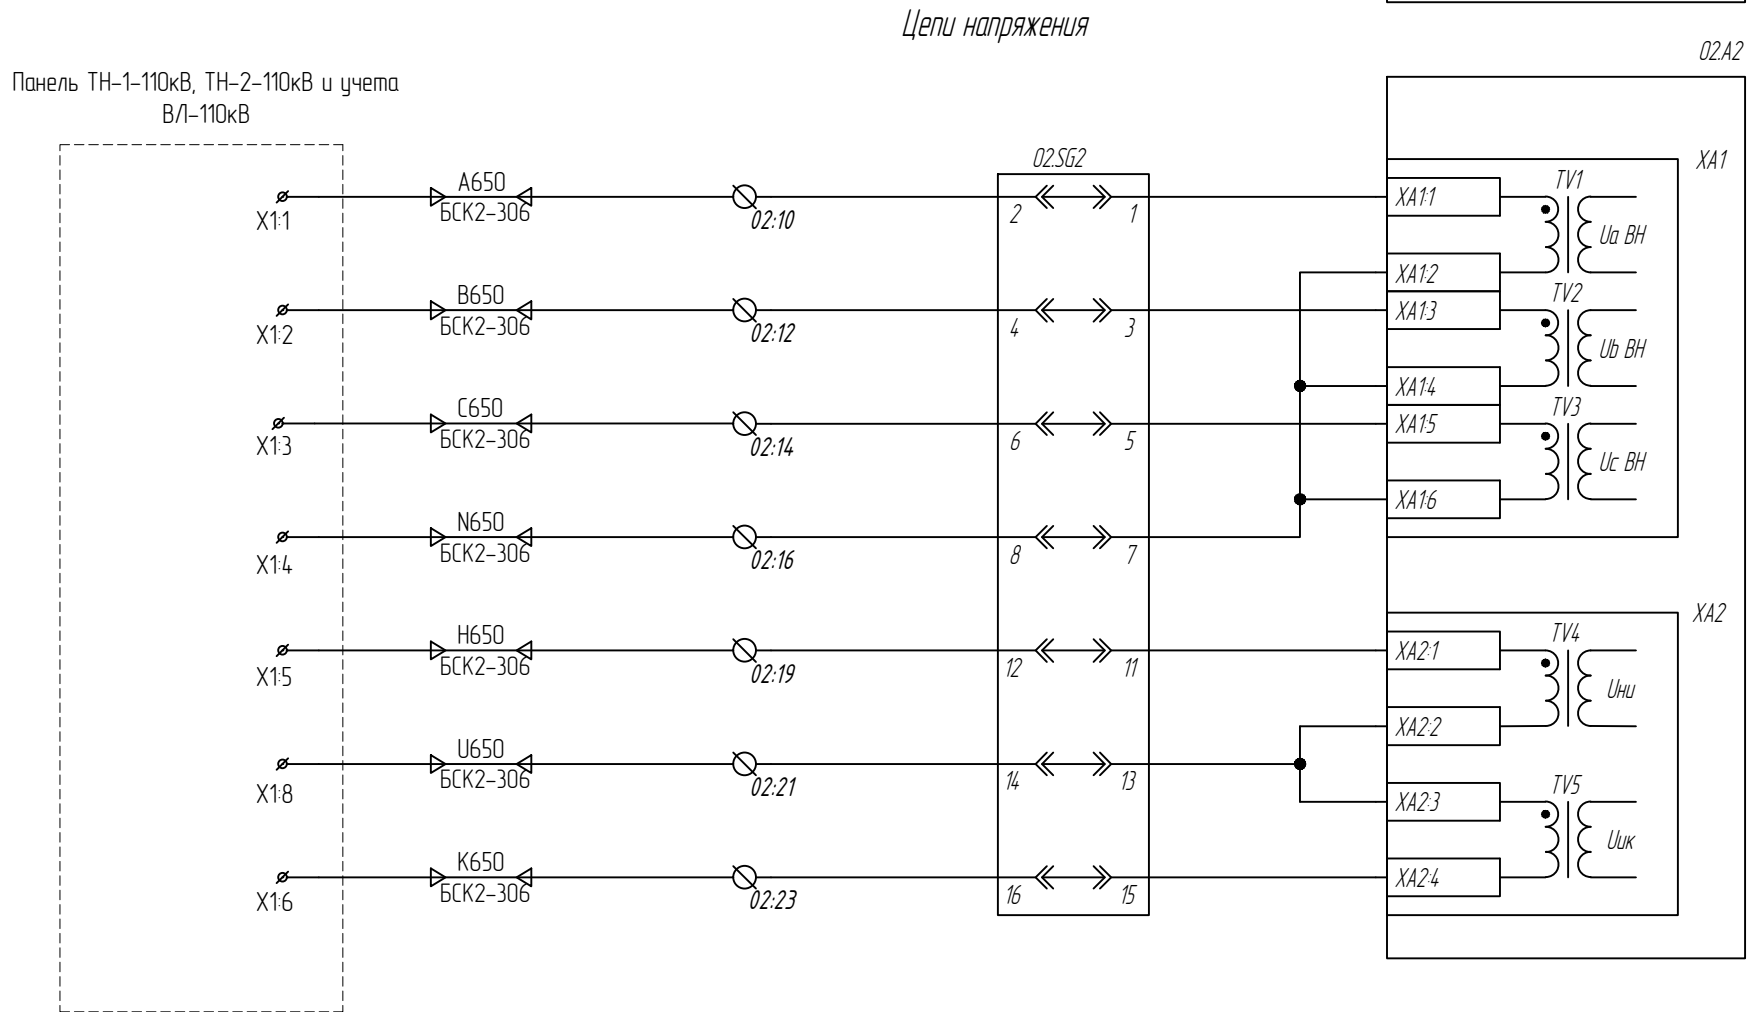 Цепи напряжения
02.A2
Панель ТН-1-110кВ, ТН-2-110кВ и учета
ВЛ-110кВ
02.SG2
XA1
X1:1
A650
БСК2-306
02:10
2
1
XA1:1
TV1
Ua ВН
XA1:2
X1:2
B650
БСК2-306
02:12
4
3
XA1:3
TV2
Ub ВН
XA1:4
X1:3
C650
БСК2-306
02:14
6
5
XA1:5
TV3
Uc ВН
XA1:6
X1:4
N650
БСК2-306
02:16
8
7
XA2
X1:5
H650
БСК2-306
02:19
12
11
XA2:1
TV4
Uни
XA2:2
X1:8
U650
БСК2-306
02:21
14
13
XA2:3
TV5
Uик
X1:6
K650
БСК2-306
02:23
16
15
XA2:4